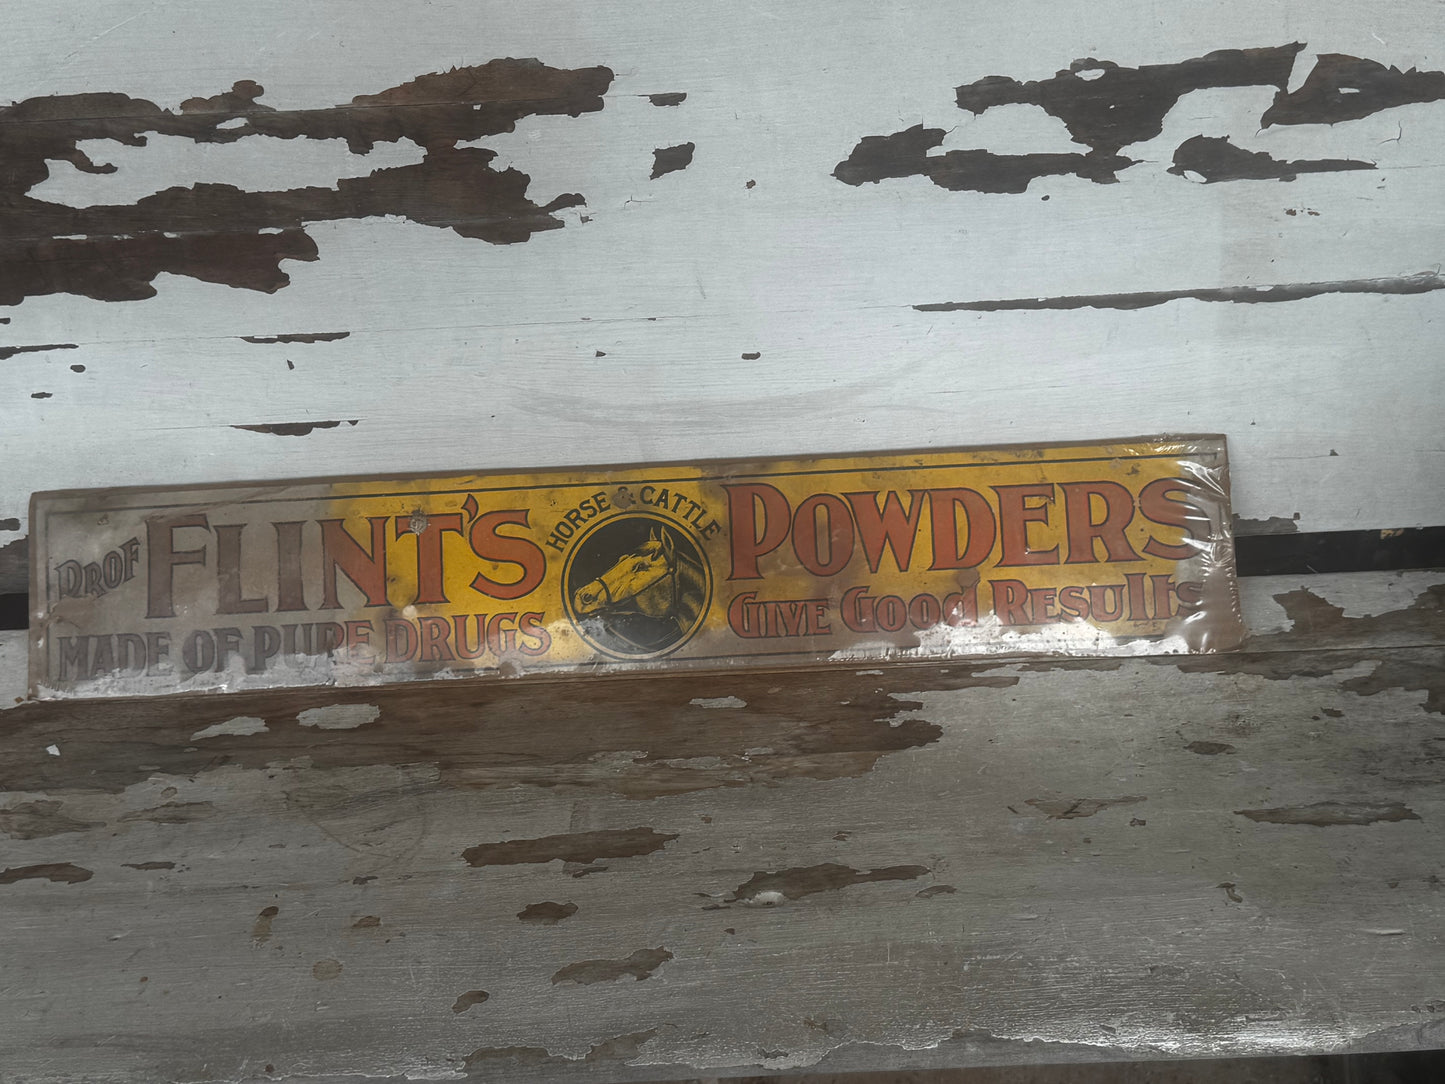 PROF FLINT'S HORSE & CATTLE POWDERS
MADE OF PURE DRUGS GIVE GOOD RESULTS